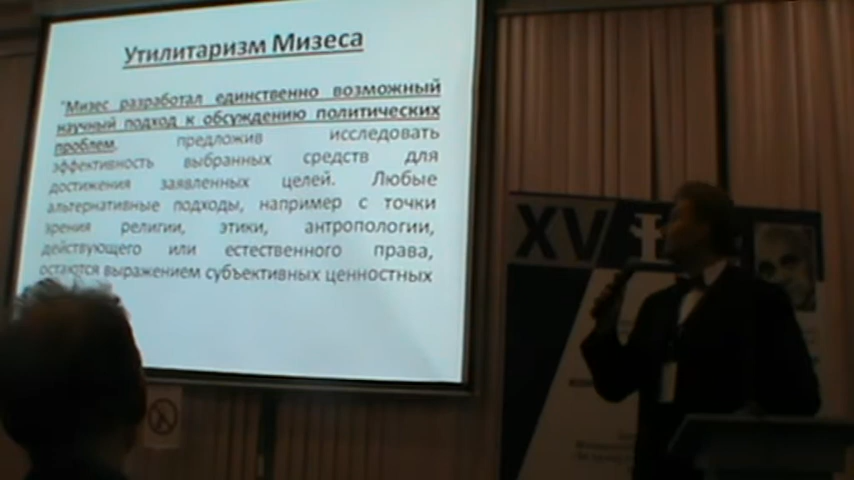 Утилитаризм Мизеса
"Мизес разработал единственно возможный
научный подход к обсуждению политических
проблем, предложив исследовать
эффективность выбранных средств для
достижения заявленных целей. Любые
альтернативные подходы, например с точки
зрения религии, этики, антропологии,
действующего или естественного права,
остаются выражением субъективных ценностных
XV